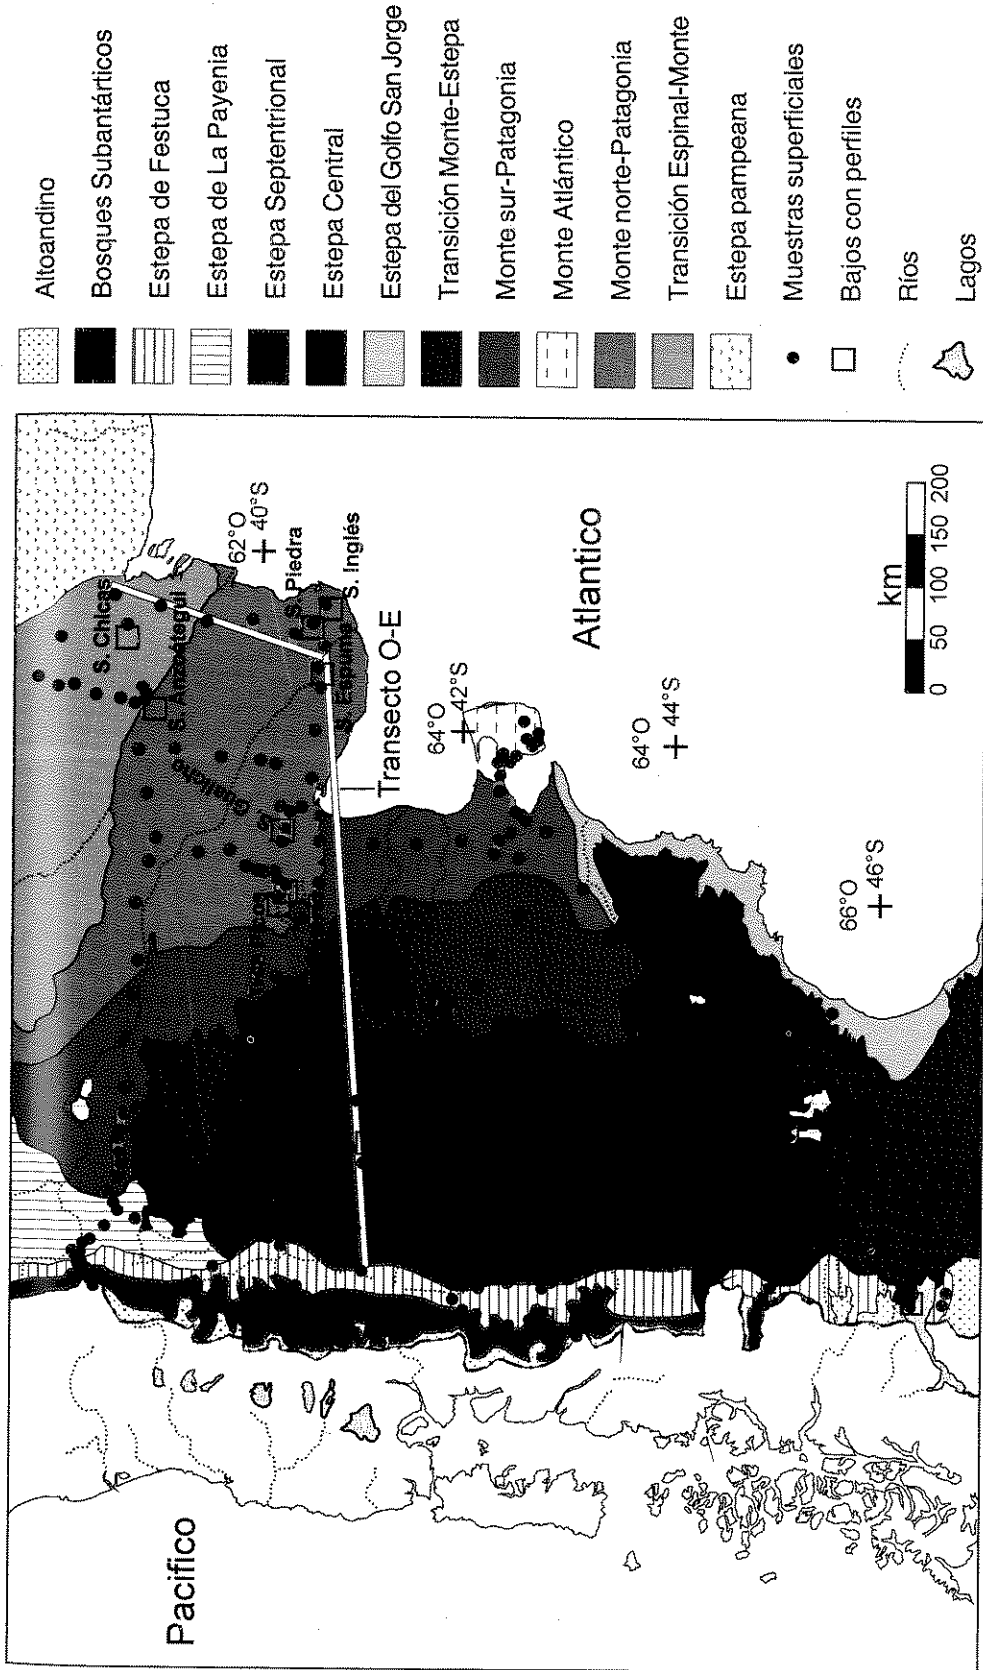 Pacifico
S. Chicas
S. Anzoátegui
62°O
40°S
S. Piedra
S. Inglés
S. Espuma
Gualicho
S.
Transecto O-E
64°O
42°S
Atlantico
64°O
44°S
66°O
46°S
km
0 50 100 150 200
Altoandino
Bosques Subantárticos
Estepa de Festuca
Estepa de La Payenia
Estepa Septentrional
Estepa Central
Estepa del Golfo San Jorge
Transición Monte-Estepa
Monte sur-Patagonia
Monte Atlántico
Monte norte-Patagonia
Transición Espinal-Monte
Estepa pampeana
Muestras superficiales
Bajos con perfiles
Ríos
Lagos